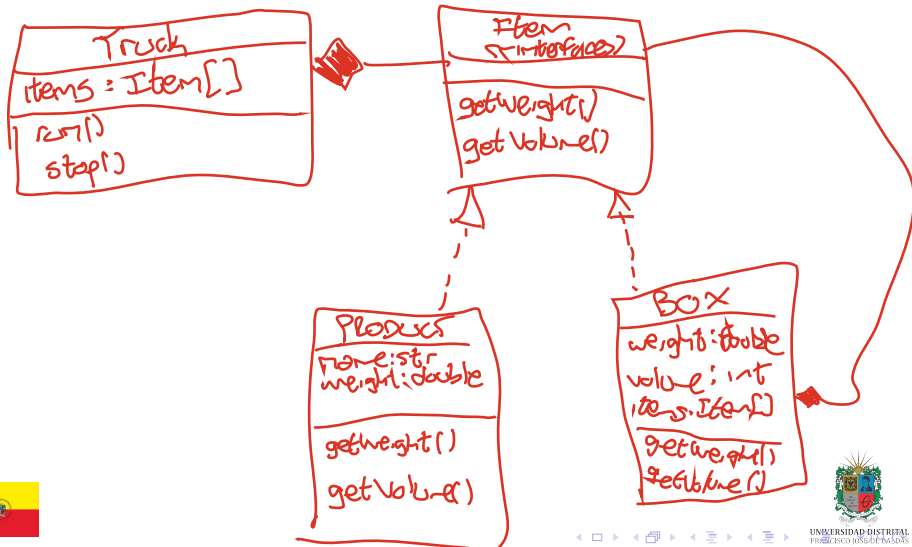 Truck
items : Item[]
run()
stop()
Item
<<interfaces>>
getWeight()
getVolume()
Product
name:str
weight:double
getWeight()
getVolume()
BOX
weight:double
volume: int
items:Item[]
getWeight()
getVolume()
UNIVERSIDAD DISTRITAL
FRANCISCO JOSÉ DE CALDAS